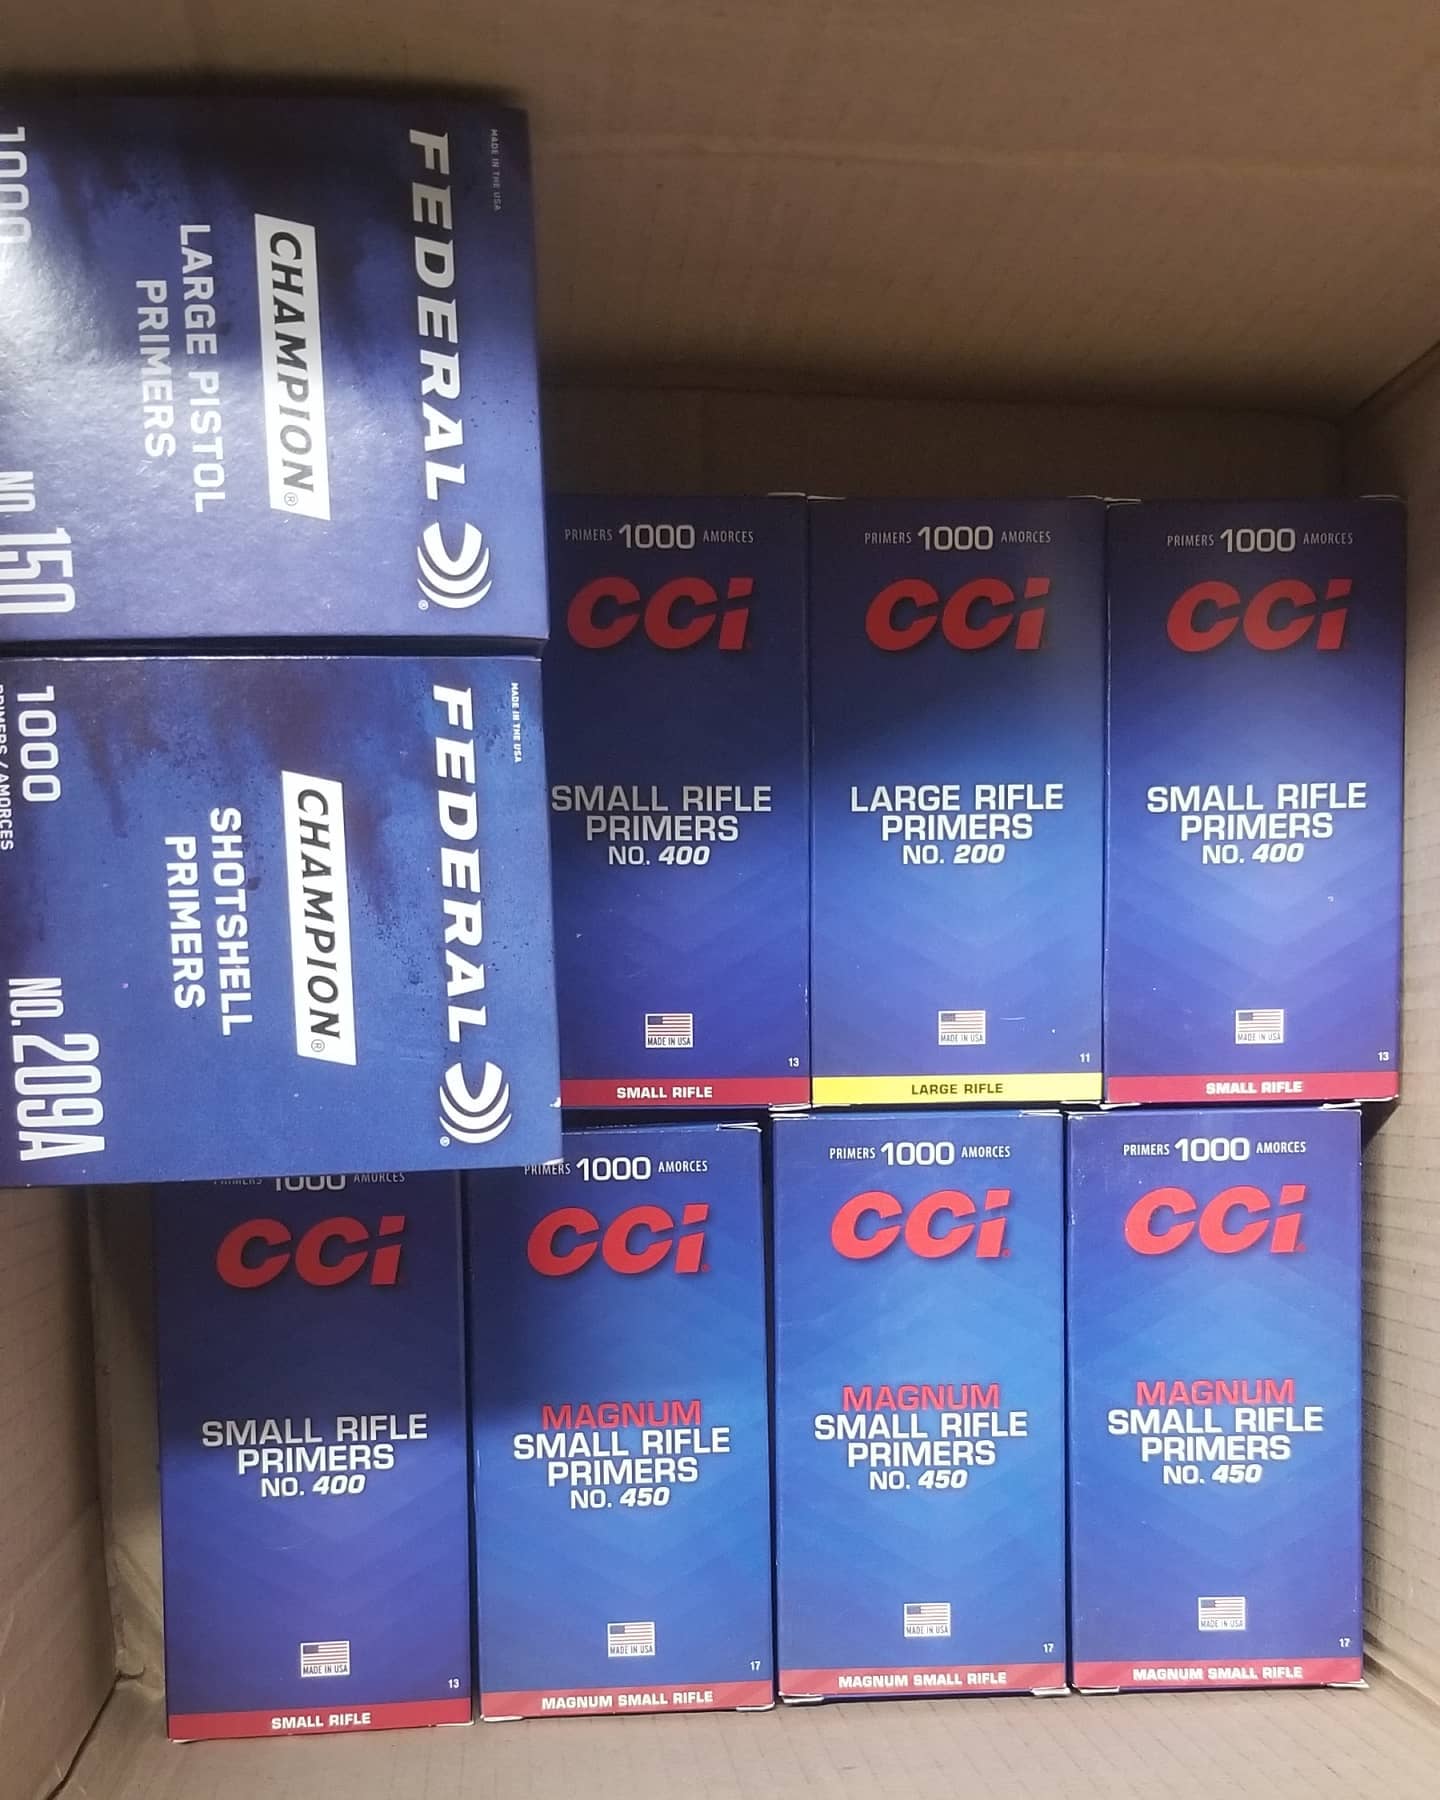 MADE IN THE USA
FEDERAL
CHAMPION®
LARGE PISTOL
PRIMERS
1000
NO. 150
MADE IN THE USA
FEDERAL
CHAMPION®
SHOTSHELL
PRIMERS
1000
PRIMERS / AMORCES
NO. 209A
PRIMERS 1000 AMORCES
CCi
SMALL RIFLE
PRIMERS
NO. 400
MADE IN USA
13
SMALL RIFLE
PRIMERS 1000 AMORCES
CCi
LARGE RIFLE
PRIMERS
NO. 200
MADE IN USA
11
LARGE RIFLE
PRIMERS 1000 AMORCES
CCi
SMALL RIFLE
PRIMERS
NO. 400
MADE IN USA
13
SMALL RIFLE
PRIMERS 1000 AMORCES
CCi
SMALL RIFLE
PRIMERS
NO. 400
MADE IN USA
13
SMALL RIFLE
PRIMERS 1000 AMORCES
CCi
MAGNUM
SMALL RIFLE
PRIMERS
NO. 450
MADE IN USA
17
MAGNUM SMALL RIFLE
PRIMERS 1000 AMORCES
CCi
MAGNUM
SMALL RIFLE
PRIMERS
NO. 450
MADE IN USA
17
MAGNUM SMALL RIFLE
PRIMERS 1000 AMORCES
CCi
MAGNUM
SMALL RIFLE
PRIMERS
NO. 450
MADE IN USA
17
MAGNUM SMALL RIFLE